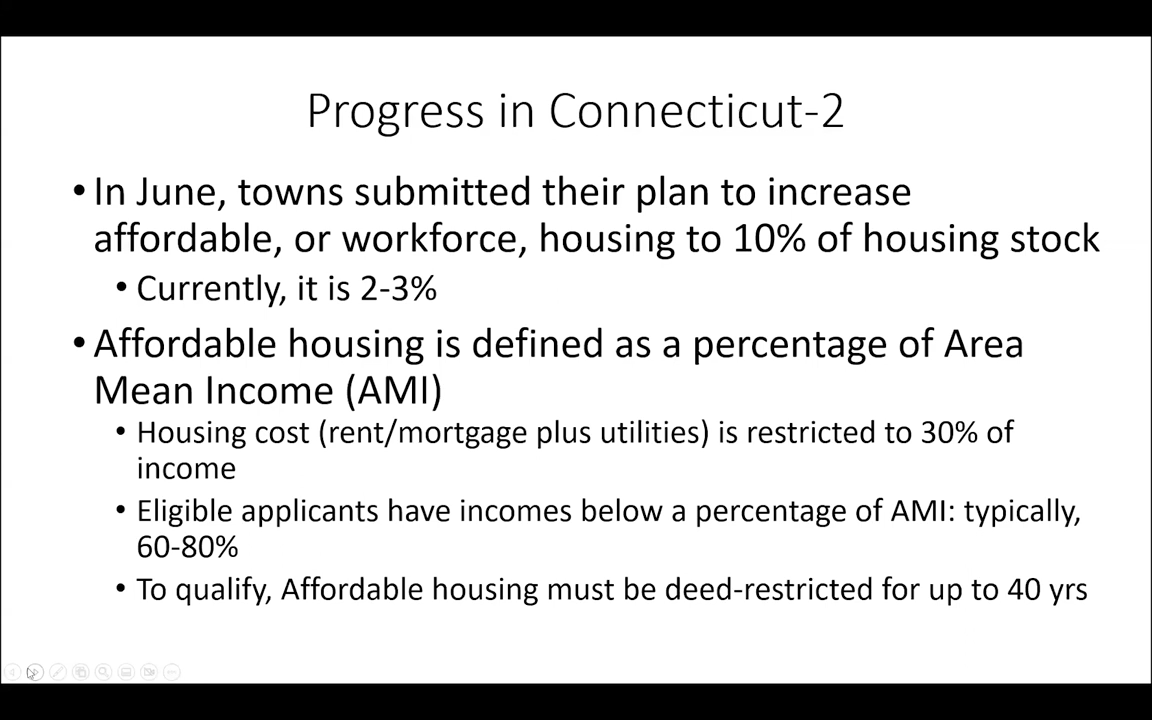 Progress in Connecticut-2
• In June, towns submitted their plan to increase
affordable, or workforce, housing to 10% of housing stock
• Currently, it is 2-3%
• Affordable housing is defined as a percentage of Area
Mean Income (AMI)
• Housing cost (rent/mortgage plus utilities) is restricted to 30% of
income
• Eligible applicants have incomes below a percentage of AMI: typically,
60-80%
• To qualify, Affordable housing must be deed-restricted for up to 40 yrs